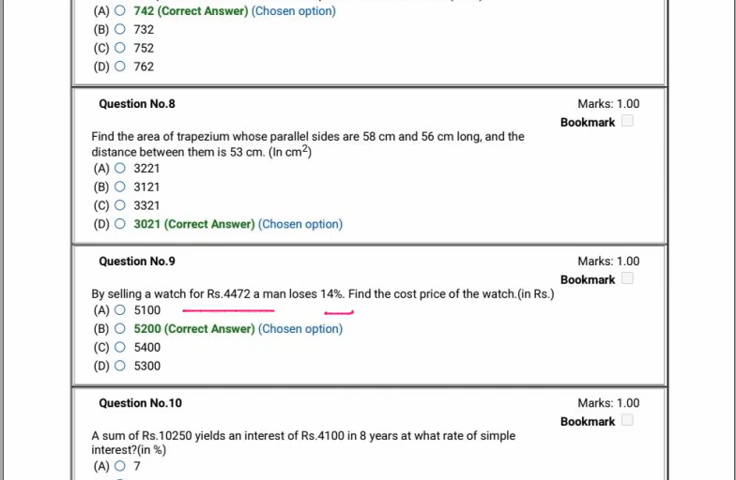 (A) 742 (Correct Answer) (Chosen option)
(B) 732
(C) 752
(D) 762
Question No.8 Marks: 1.00
Bookmark
Find the area of trapezium whose parallel sides are 58 cm and 56 cm long, and the
distance between them is 53 cm. (In cm²)
(A) 3221
(B) 3121
(C) 3321
(D) 3021 (Correct Answer) (Chosen option)
Question No.9 Marks: 1.00
Bookmark
By selling a watch for Rs.4472 a man loses 14%. Find the cost price of the watch.(in Rs.)
(A) 5100
(B) 5200 (Correct Answer) (Chosen option)
(C) 5400
(D) 5300
Question No.10 Marks: 1.00
Bookmark
A sum of Rs.10250 yields an interest of Rs.4100 in 8 years at what rate of simple
interest?(in %)
(A) 7